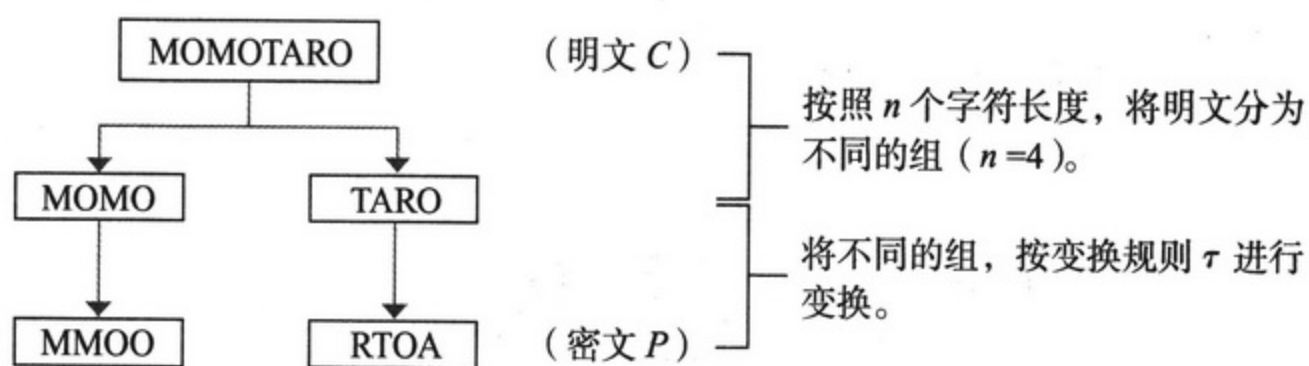 MOMOTARO
（明文 C）
按照 n 个字符长度，将明文分为
不同的组（n =4）。
MOMO
TARO
将不同的组，按变换规则 τ 进行
变换。
MMOO
RTOA
（密文 P）